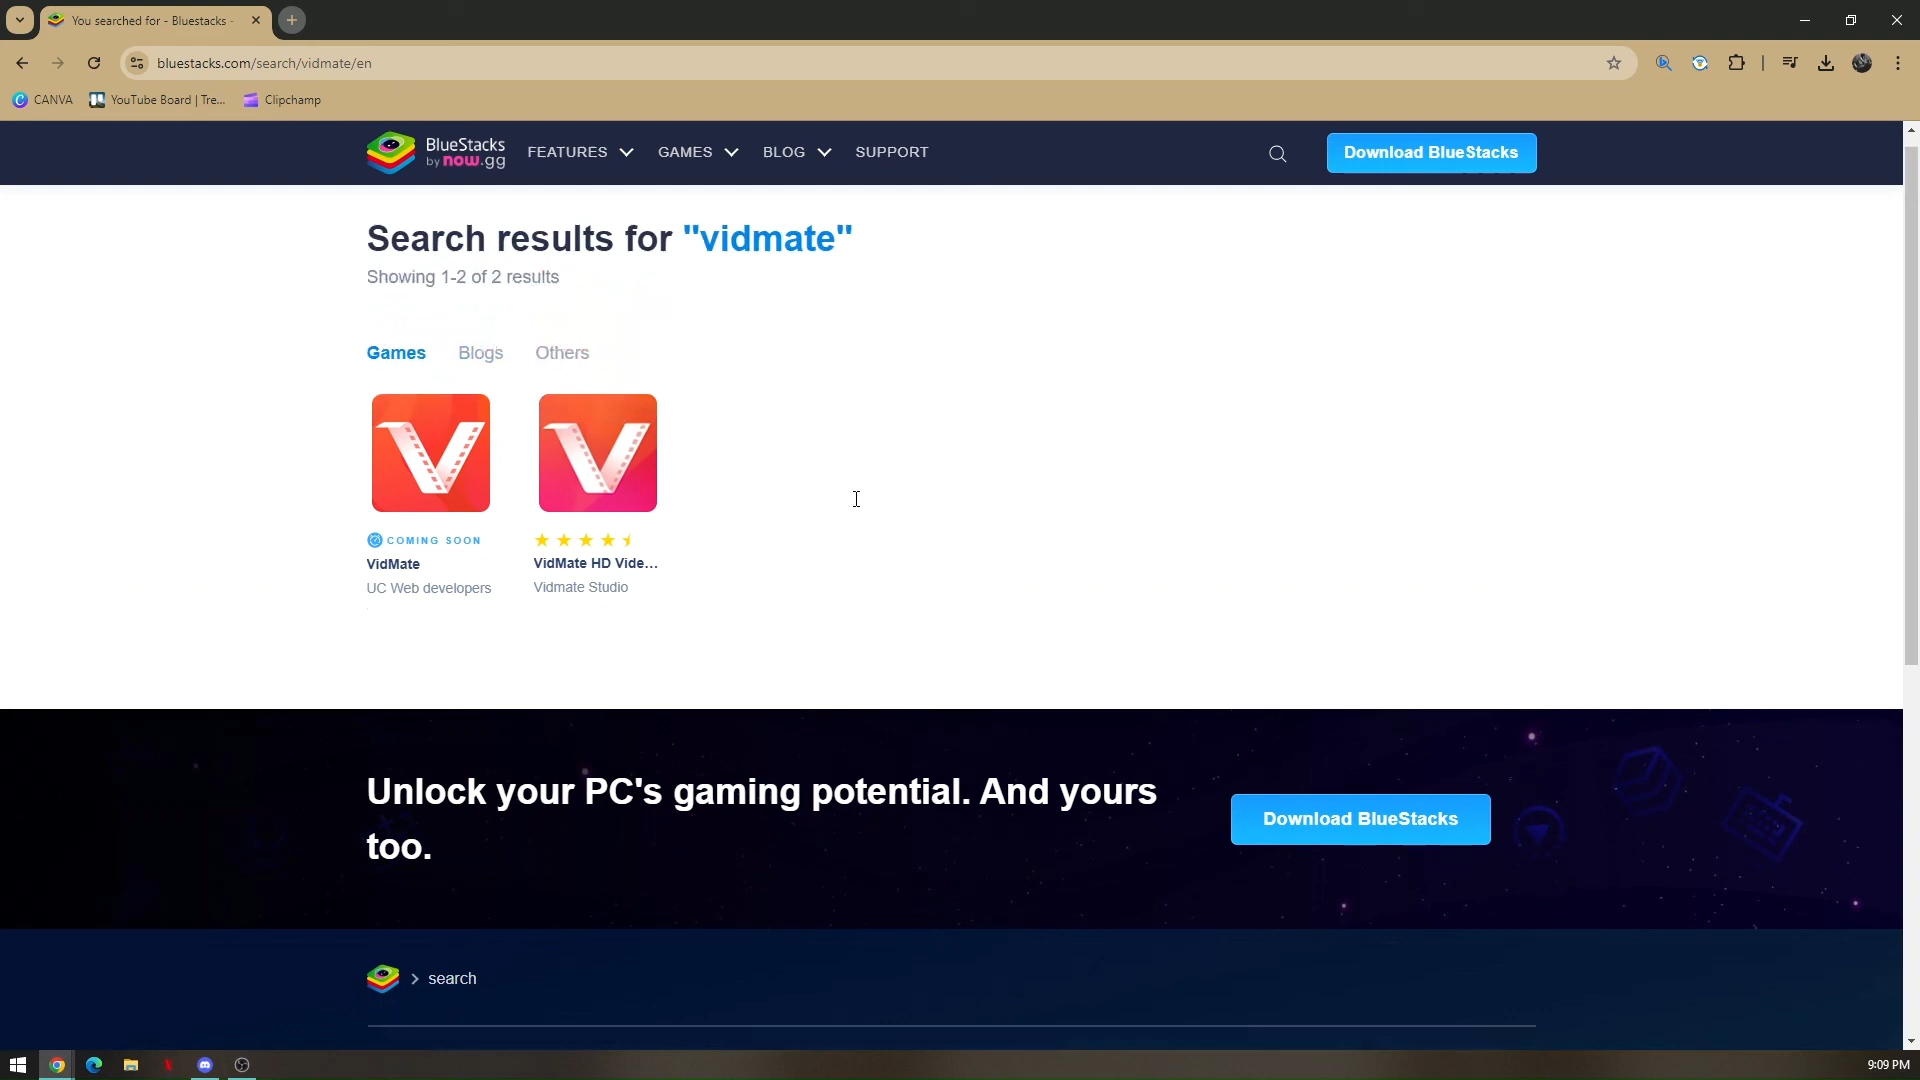 You searched for - Bluestacks -
bluestacks.com/search/vidmate/en
CANVA
YouTube Board | Tre...
Clipchamp
BlueStacks
by now.gg
FEATURES
GAMES
BLOG
SUPPORT
Download BlueStacks
Search results for "vidmate"
Showing 1-2 of 2 results
Games
Blogs
Others
COMING SOON
VidMate
UC Web developers
VidMate HD Vide...
Vidmate Studio
Unlock your PC's gaming potential. And yours
too.
Download BlueStacks
search
9:09 PM